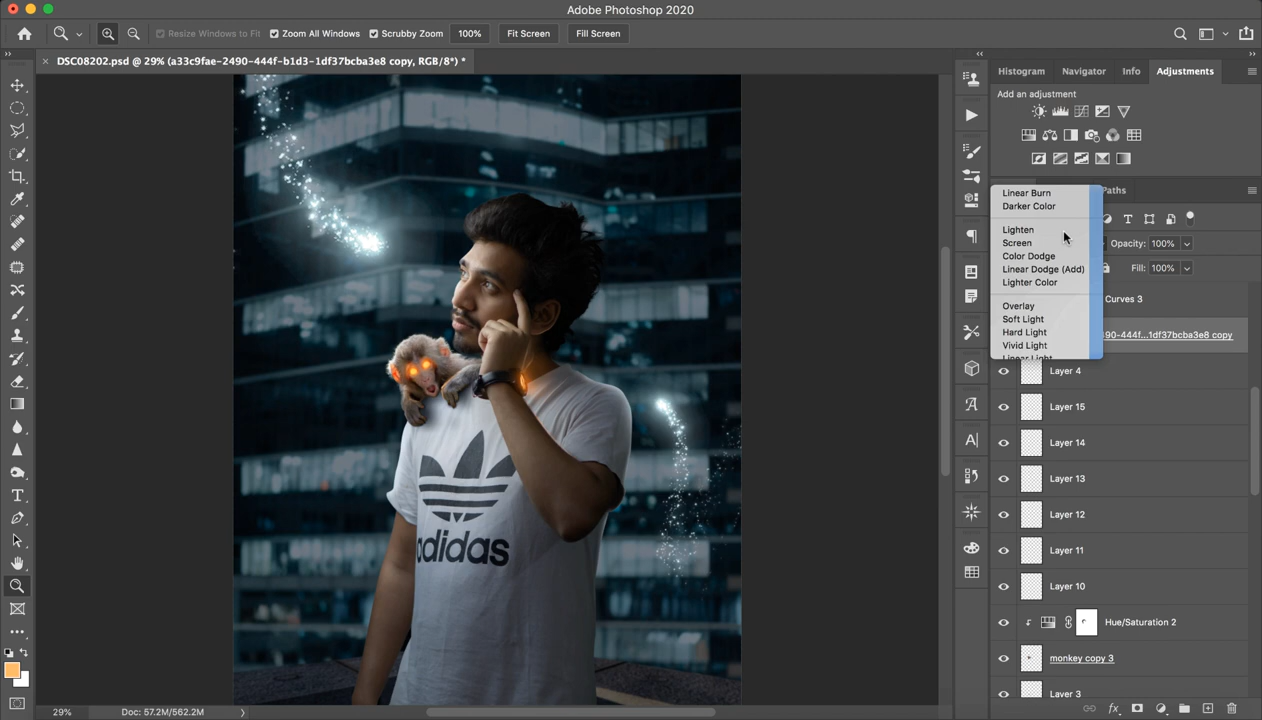 Adobe Photoshop 2020
Resize Windows to Fit Zoom All Windows Scrubby Zoom 100% Fit Screen Fill Screen
DSC08202.psd @ 29% (a33c9fae-2490-444f-b1d3-1df37bcba3e8 copy, RGB/8*) *
Histogram Navigator Info Adjustments
Add an adjustment
Paths
Linear Burn
Darker Color
Lighten
Screen
Color Dodge
Linear Dodge (Add)
Lighter Color
Overlay
Soft Light
Hard Light
Vivid Light
Linear Light
Opacity: 100%
Fill: 100%
Curves 3
90-444f...1df37bcba3e8 copy
Layer 4
Layer 15
Layer 14
Layer 13
Layer 12
Layer 11
Layer 10
Hue/Saturation 2
monkey copy 3
Layer 3
adidas
29% Doc: 57.2M/562.2M